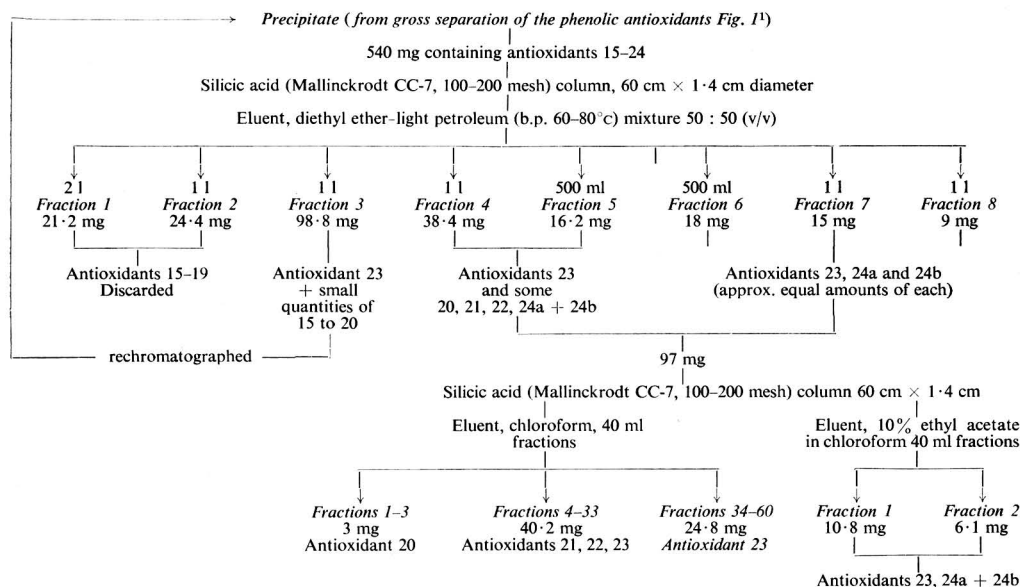 Precipitate (from gross separation of the phenolic antioxidants Fig. 1¹)
540 mg containing antioxidants 15–24
Silicic acid (Mallinckrodt CC-7, 100–200 mesh) column, 60 cm × 1·4 cm diameter
Eluent, diethyl ether-light petroleum (b.p. 60–80°c) mixture 50 : 50 (v/v)
2 l
Fraction 1
21·2 mg
1 l
Fraction 2
24·4 mg
1 l
Fraction 3
98·8 mg
1 l
Fraction 4
38·4 mg
500 ml
Fraction 5
16·2 mg
500 ml
Fraction 6
18 mg
1 l
Fraction 7
15 mg
1 l
Fraction 8
9 mg
Antioxidants 15–19
Discarded
Antioxidant 23
+ small
quantities of
15 to 20
Antioxidants 23
and some
20, 21, 22, 24a + 24b
Antioxidants 23, 24a and 24b
(approx. equal amounts of each)
rechromatographed
97 mg
Silicic acid (Mallinckrodt CC-7, 100–200 mesh) column 60 cm × 1·4 cm
Eluent, chloroform, 40 ml
fractions
Eluent, 10% ethyl acetate
in chloroform 40 ml fractions
Fractions 1–3
3 mg
Antioxidant 20
Fractions 4–33
40·2 mg
Antioxidants 21, 22, 23
Fractions 34–60
24·8 mg
Antioxidant 23
Fraction 1
10·8 mg
Fraction 2
6·1 mg
Antioxidants 23, 24a + 24b